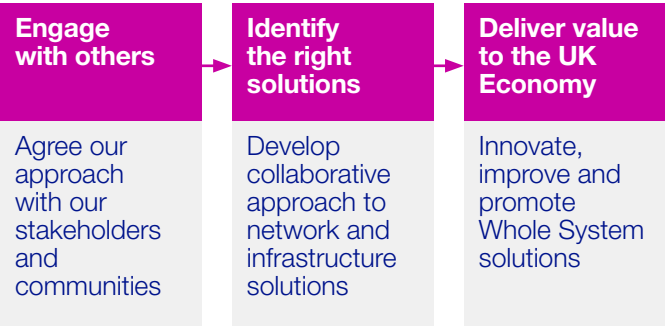 Engage
with others
Agree our
approach
with our
stakeholders
and
communities
Identify
the right
solutions
Develop
collaborative
approach to
network and
infrastructure
solutions
Deliver value
to the UK
Economy
Innovate,
improve and
promote
Whole System
solutions